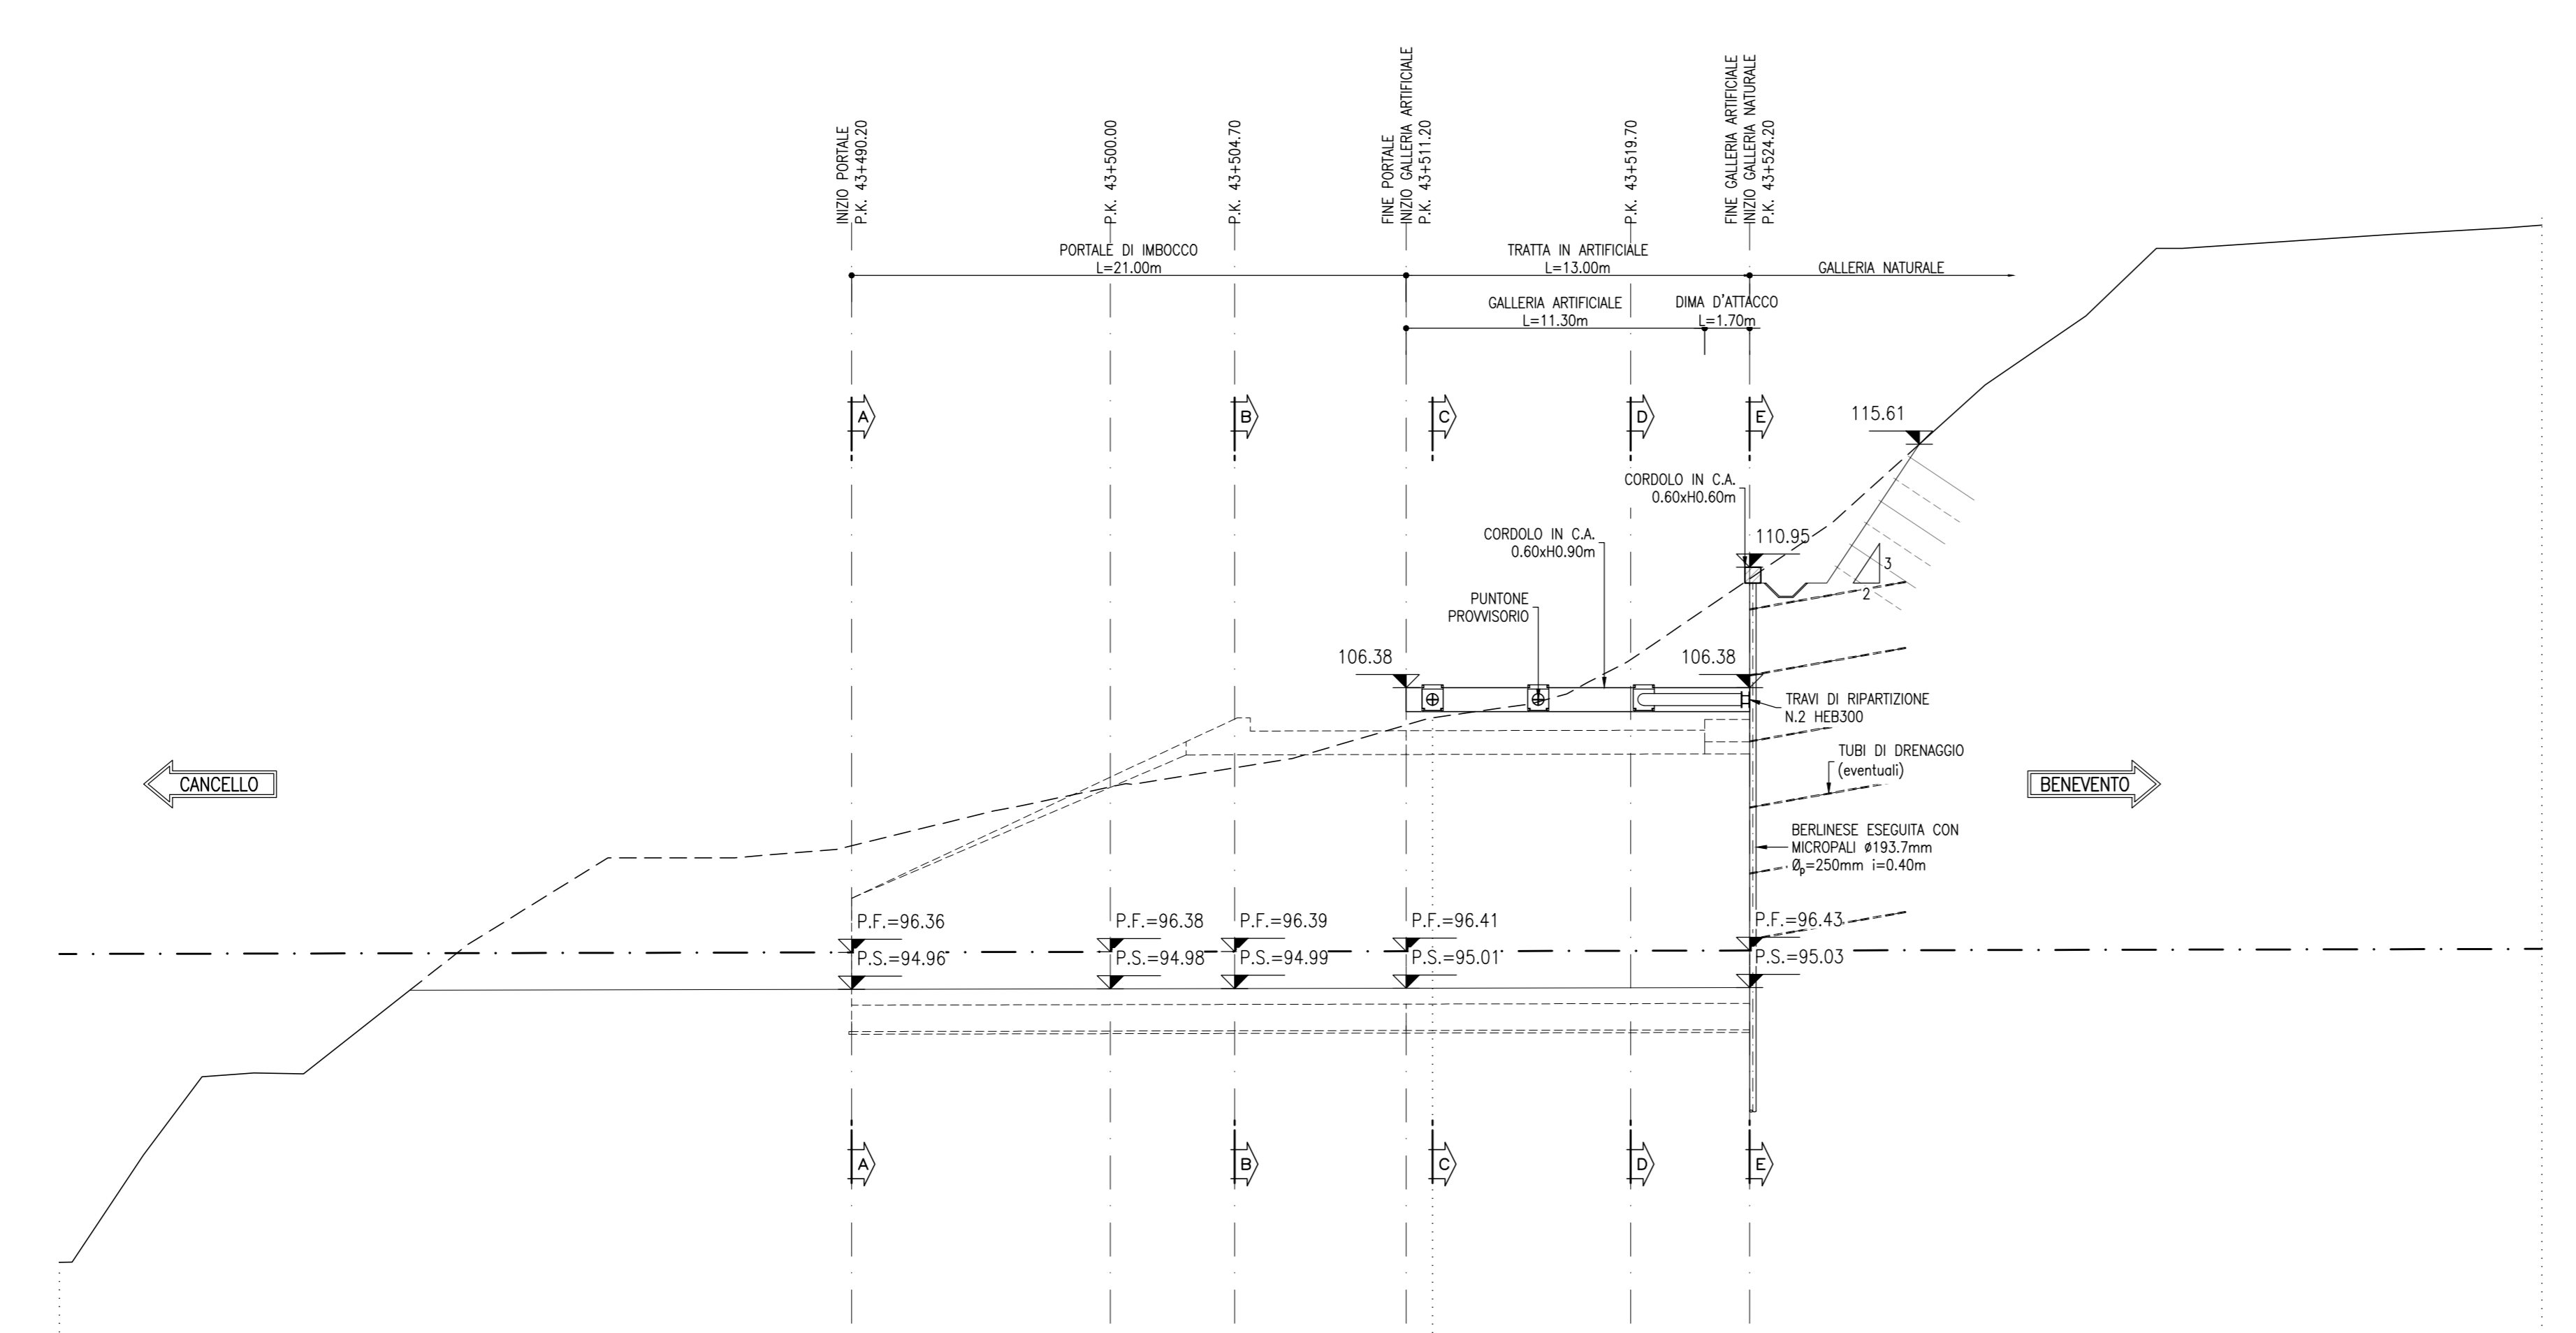 INIZIO PORTALE
P.K. 43+490.20
P.K. 43+500.00
P.K. 43+504.70
FINE PORTALE
INIZIO GALLERIA ARTIFICIALE
P.K. 43+511.20
P.K. 43+519.70
FINE GALLERIA ARTIFICIALE
INIZIO GALLERIA NATURALE
P.K. 43+524.20
PORTALE DI IMBOCCO
L=21.00m
TRATTA IN ARTIFICIALE
L=13.00m
GALLERIA NATURALE
GALLERIA ARTIFICIALE
L=11.30m
DIMA D'ATTACCO
L=1.70m
A
B
C
D
E
115.61
CORDOLO IN C.A.
0.60xH0.60m
110.95
CORDOLO IN C.A.
0.60xH0.90m
3
2
PUNTONE
PROVVISORIO
106.38
106.38
TRAVI DI RIPARTIZIONE
N.2 HEB300
TUBI DI DRENAGGIO
(eventuali)
CANCELLO
BENEVENTO
BERLINESE ESEGUITA CON
MICROPALI ø193.7mm
Øp=250mm i=0.40m
P.F.=96.36
P.F.=96.38
P.F.=96.39
P.F.=96.41
P.F.=96.43
P.S.=94.96
P.S.=94.98
P.S.=94.99
P.S.=95.01
P.S.=95.03
A
B
C
D
E